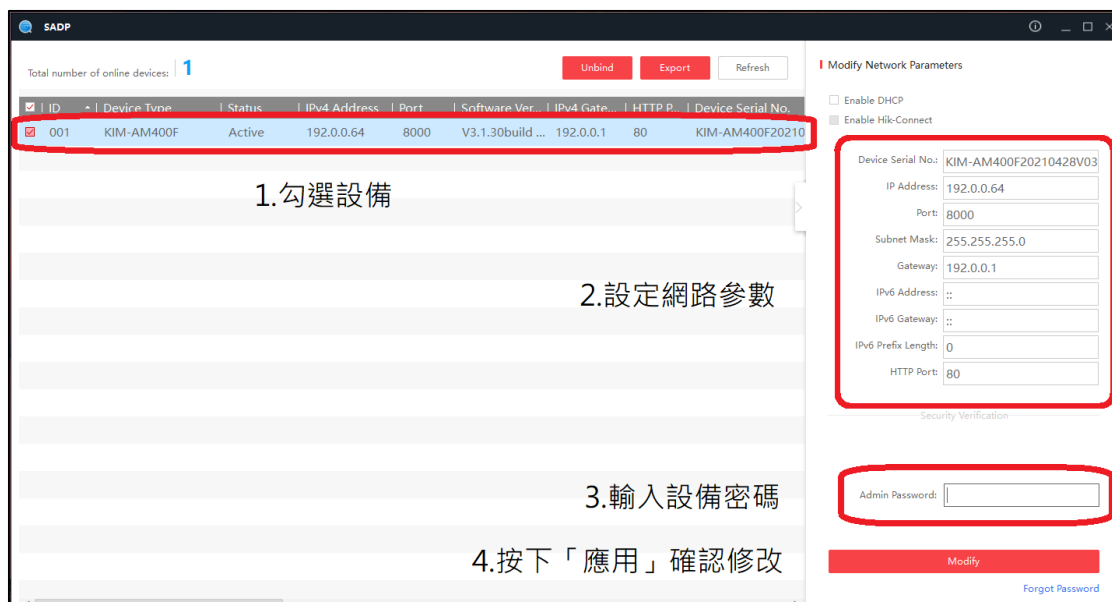 SADP
Total number of online devices: 1
Unbind
Export
Refresh
ID
Device Type
Status
IPv4 Address
Port
Software Ver...
IPv4 Gate...
HTTP P...
Device Serial No.
001
KIM-AM400F
Active
192.0.0.64
8000
V3.1.30build ...
192.0.0.1
80
KIM-AM400F20210
1.勾選設備
2.設定網路參數
3.輸入設備密碼
4.按下「應用」確認修改
Modify Network Parameters
Enable DHCP
Enable Hik-Connect
Device Serial No.: KIM-AM400F20210428V03
IP Address: 192.0.0.64
Port: 8000
Subnet Mask: 255.255.255.0
Gateway: 192.0.0.1
IPv6 Address: ::
IPv6 Gateway: ::
IPv6 Prefix Length: 0
HTTP Port: 80
Security Verification
Admin Password:
Modify
Forgot Password